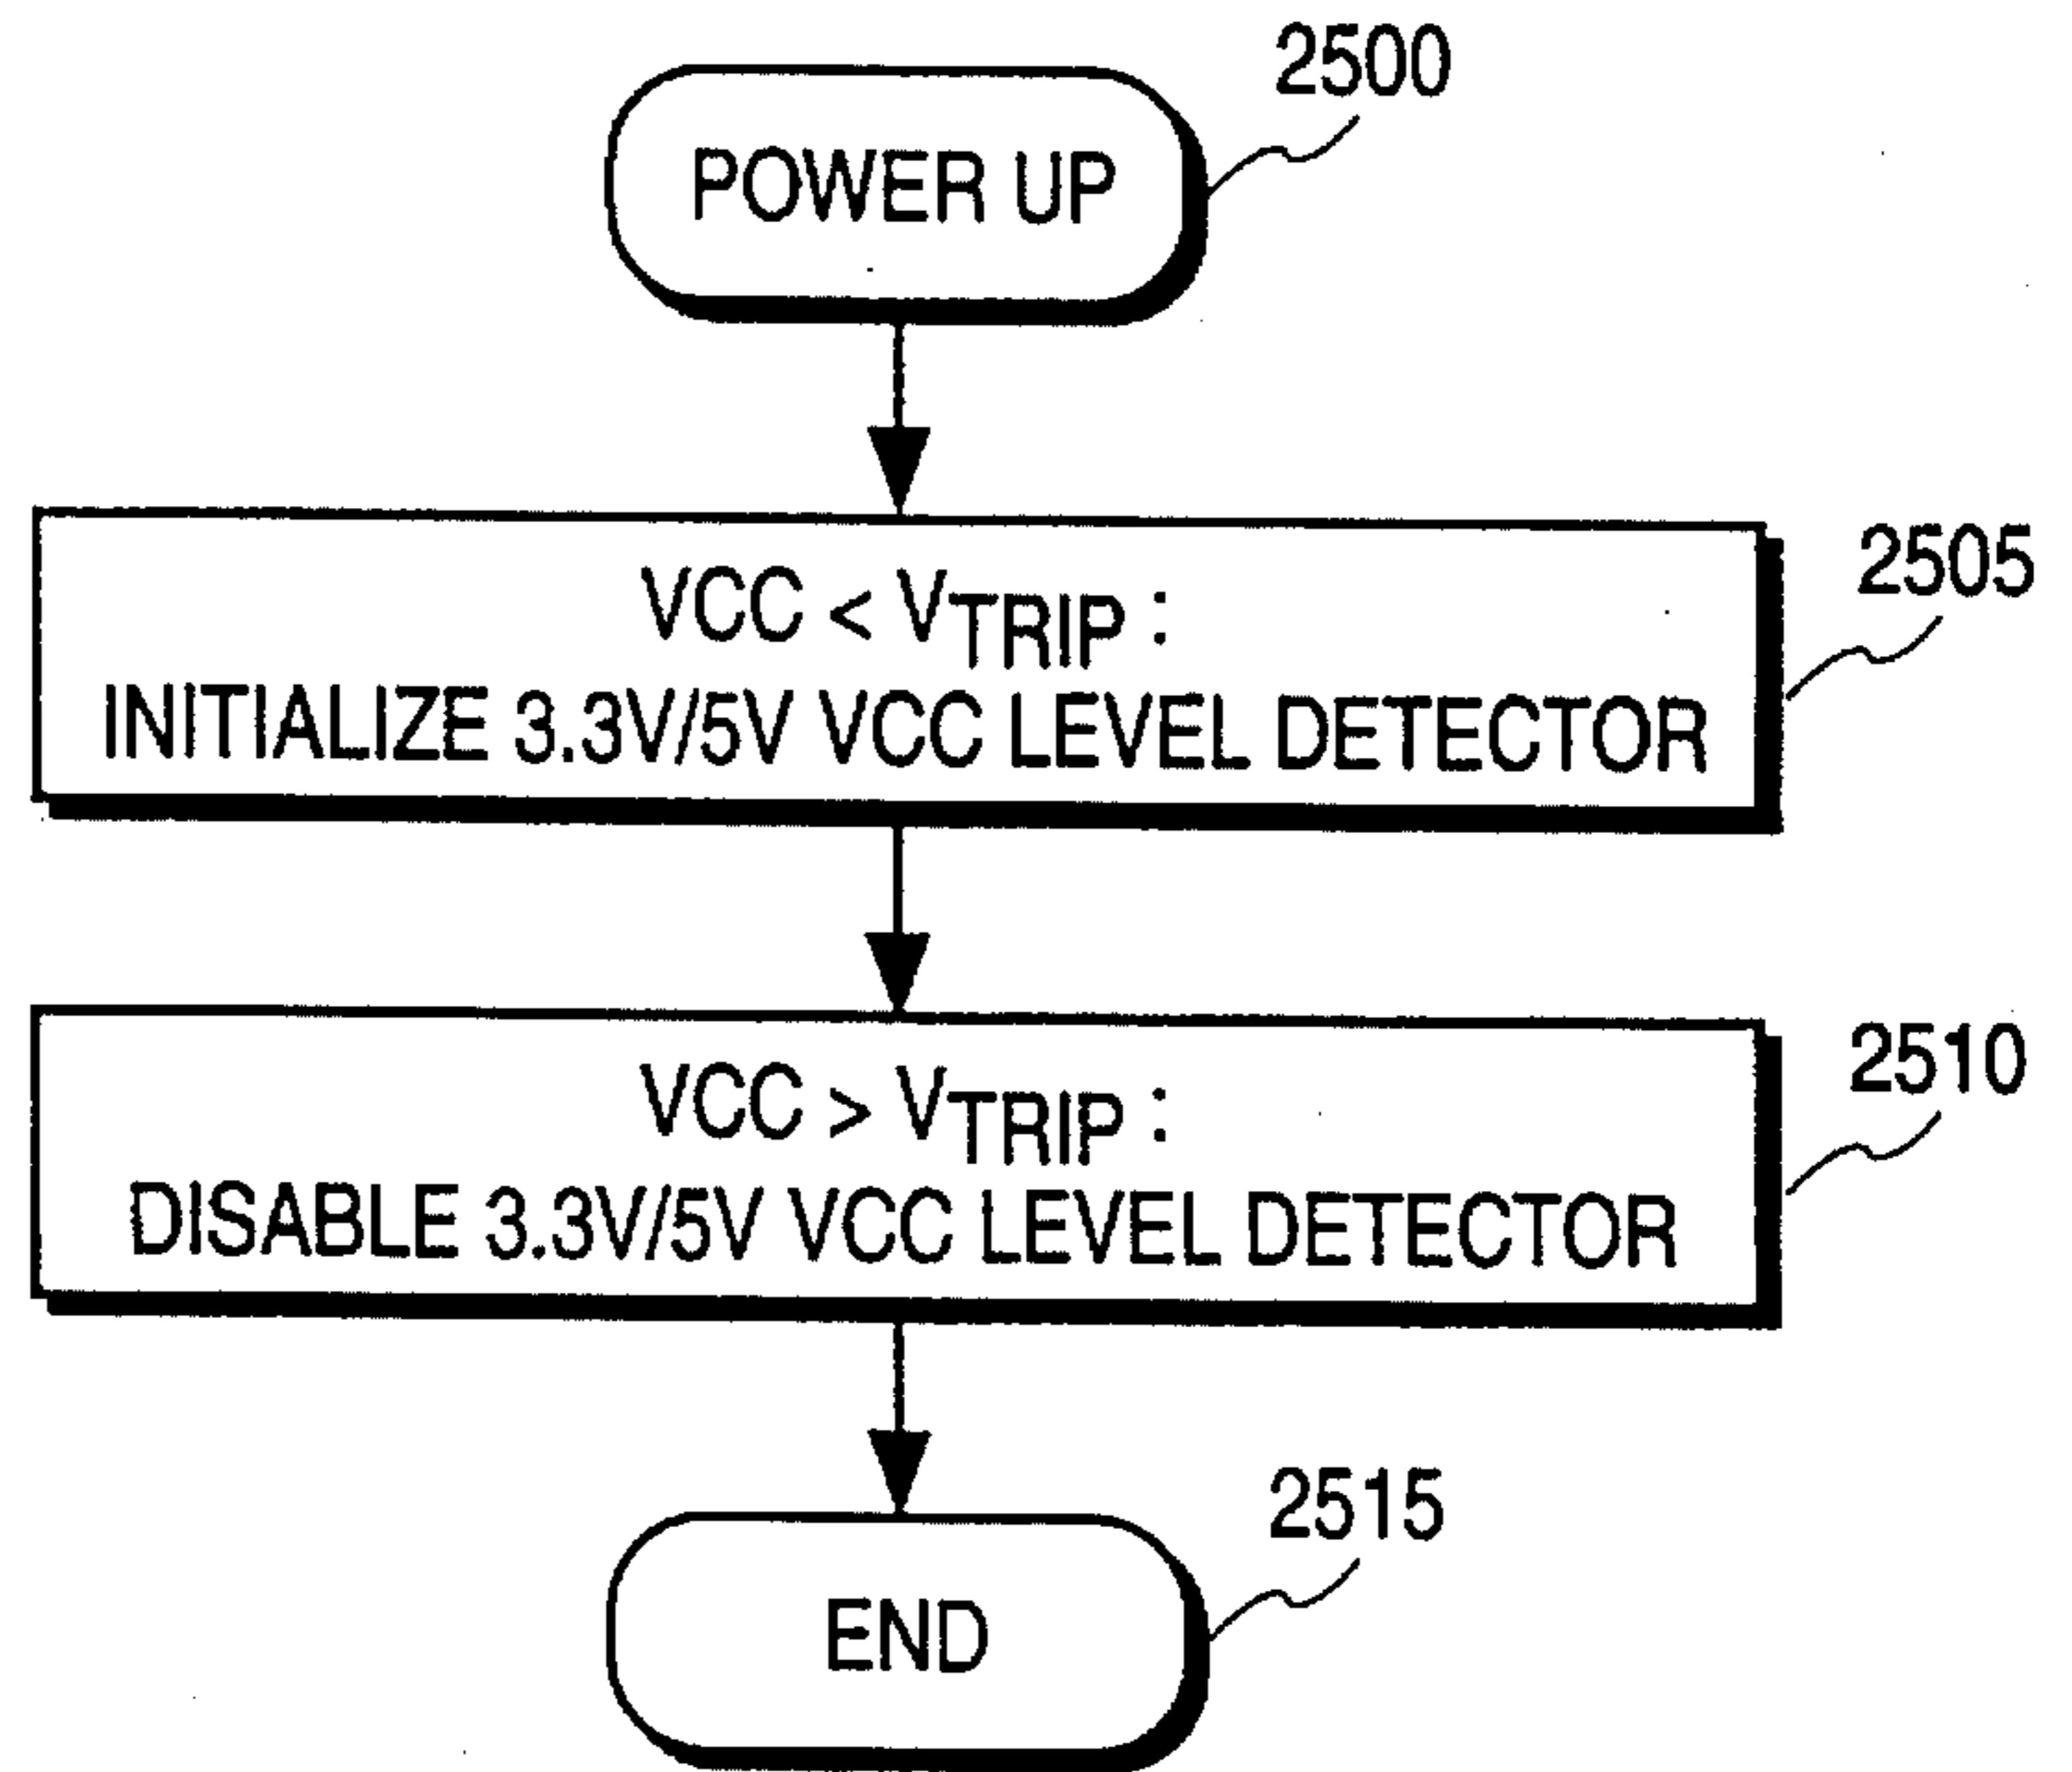 2500
POWER UP
2505
VCC < VTRIP :
INITIALIZE 3.3V/5V VCC LEVEL DETECTOR
2510
VCC > VTRIP :
DISABLE 3.3V/5V VCC LEVEL DETECTOR
2515
END